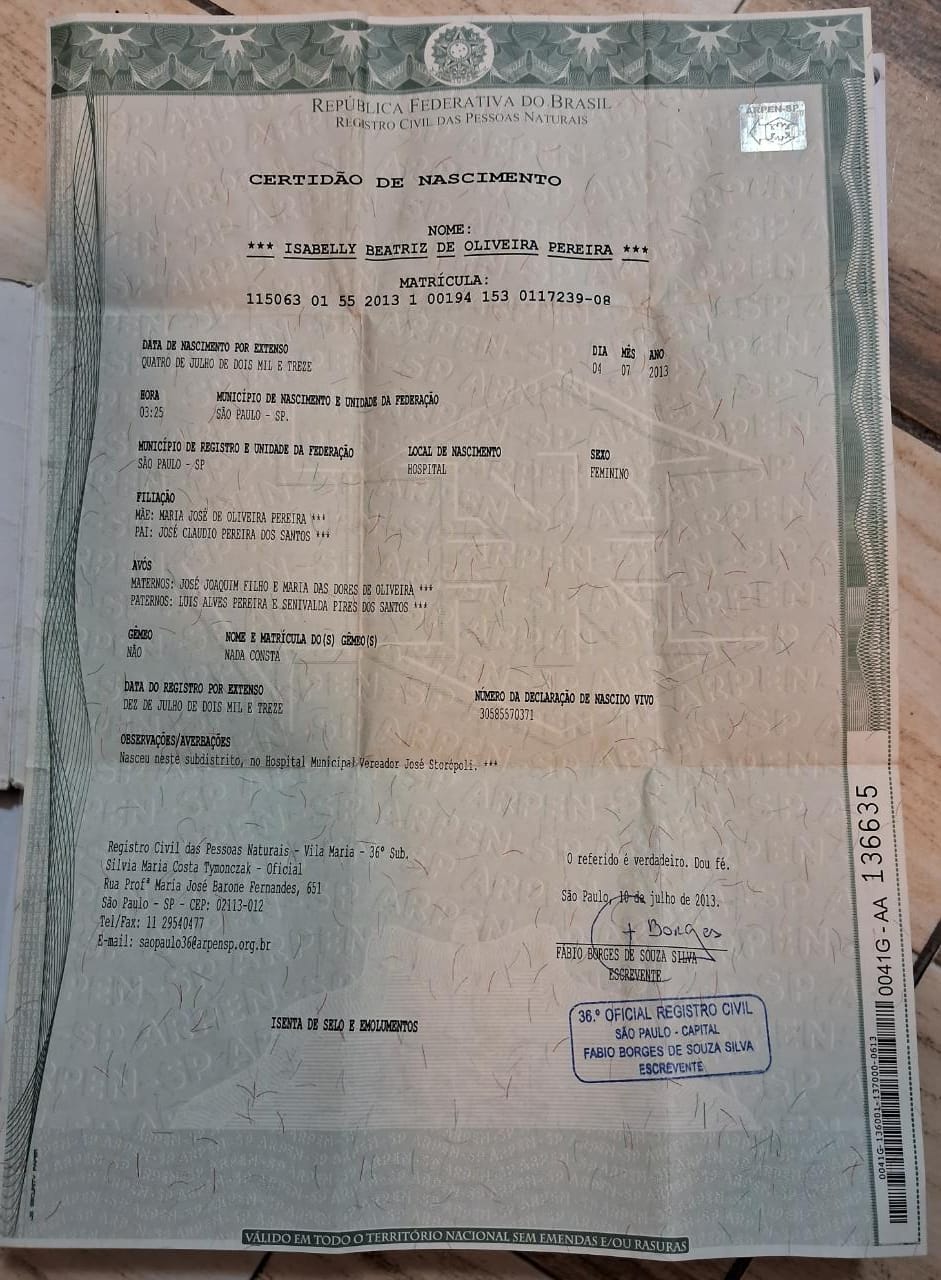 REPÚBLICA FEDERATIVA DO BRASIL
REGISTRO CIVIL DAS PESSOAS NATURAIS
ARPEN-SP
CERTIDÃO DE NASCIMENTO
NOME:
*** ISABELLY BEATRIZ DE OLIVEIRA PEREIRA ***
MATRÍCULA:
115063 01 55 2013 1 00194 153 0117239-08
DATA DE NASCIMENTO POR EXTENSO DIA MÊS ANO
QUATRO DE JULHO DE DOIS MIL E TREZE 04 07 2013
HORA MUNICÍPIO DE NASCIMENTO E UNIDADE DA FEDERAÇÃO
03:25 SÃO PAULO - SP.
MUNICÍPIO DE REGISTRO E UNIDADE DA FEDERAÇÃO LOCAL DE NASCIMENTO SEXO
SÃO PAULO - SP HOSPITAL FEMININO
FILIAÇÃO
MÃE: MARIA JOSÉ DE OLIVEIRA PEREIRA ***
PAI: JOSÉ CLAUDIO PEREIRA DOS SANTOS ***
AVÓS
MATERNOS: JOSÉ JOAQUIM FILHO E MARIA DAS DORES DE OLIVEIRA ***
PATERNOS: LUIS ALVES PEREIRA E SENIVALDA PIRES DOS SANTOS ***
GÊMEO NOME E MATRÍCULA DO(S) GÊMEO(S)
NÃO NADA CONSTA
DATA DO REGISTRO POR EXTENSO NÚMERO DA DECLARAÇÃO DE NASCIDO VIVO
DEZ DE JULHO DE DOIS MIL E TREZE 30585570371
OBSERVAÇÕES/AVERBAÇÕES
Nasceu neste subdistrito, no Hospital Municipal Vereador José Storópoli. ***
Registro Civil das Pessoas Naturais - Vila Maria - 36º Sub.
Silvia Maria Costa Tymonczak - Oficial
Rua Profª Maria José Barone Fernandes, 651
São Paulo - SP - CEP: 02113-012
Tel/Fax: 11 29540477
E-mail: saopaulo36@arpensp.org.br
O referido é verdadeiro. Dou fé.
São Paulo, 10 de julho de 2013.
Borges
FÁBIO BORGES DE SOUZA SILVA
ESCREVENTE
36.º OFICIAL REGISTRO CIVIL
SÃO PAULO - CAPITAL
FABIO BORGES DE SOUZA SILVA
ESCREVENTE
ISENTA DE SELO E EMOLUMENTOS
VÁLIDO EM TODO O TERRITÓRIO NACIONAL SEM EMENDAS E/OU RASURAS
0041G - AA 136635
0041G-136001-137000-0613